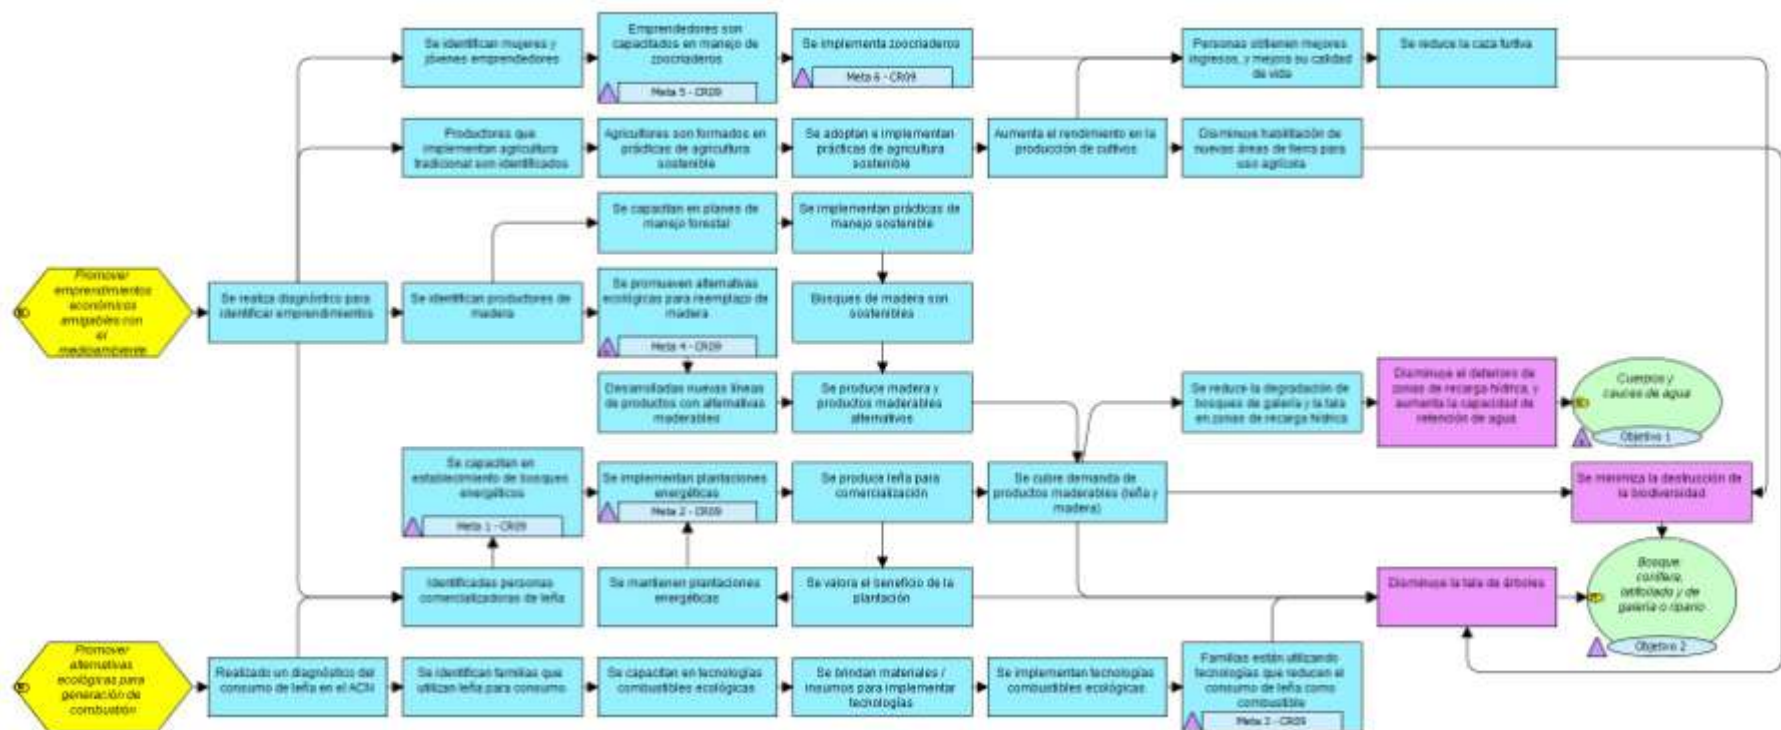 Se identifican mujeres y
jóvenes emprendedores
Emprendedores son
capacitados en manejo de
zoocriaderos
Meta 5 - CR09
Se implementa zoocriaderos
Meta 6 - CR09
Personas obtienen mejores
ingresos, y mejora su calidad
de vida
Se reduce la caza furtiva
Productores que
implementan agricultura
tradicional son identificados
Agricultores son formados en
prácticas de agricultura
sostenible
Se adoptan e implementan
prácticas de agricultura
sostenible
Aumenta el rendimiento en la
producción de cultivos
Disminuye habilitación de
nuevas áreas de tierra para
uso agrícola
Se capacitan en planes de
manejo forestal
Se implementan prácticas de
manejo sostenible
Promover
emprendimientos
económicos
amigables con
el
medioambiente
Se realiza diagnóstico para
identificar emprendimientos
Se identifican productores de
madera
Se promueven alternativas
ecológicas para reemplazo de
madera
Meta 4 - CR09
Bosques de madera son
sostenibles
Desarrolladas nuevas líneas
de productos con alternativas
maderables
Se produce madera y
productos maderables
alternativos
Se reduce la degradación de
bosques de galería y la tala
en zonas de recarga hídrica
Disminuye el deterioro de
zonas de recarga hídrica, y
aumenta la capacidad de
retención de agua
Cuerpos y
cauces de agua
Objetivo 1
Se capacitan en
establecimiento de bosques
energéticos
Meta 1 - CR09
Se implementan plantaciones
energéticas
Meta 2 - CR09
Se produce leña para
comercialización
Se cubre demanda de
productos maderables (leña y
madera)
Se minimiza la destrucción de
la biodiversidad
Identificadas personas
comercializadoras de leña
Se mantienen plantaciones
energéticas
Se valora el beneficio de la
plantación
Disminuye la tala de árboles
Bosque:
conífera,
latifoliado y de
galería o ripario
Objetivo 2
Promover
alternativas
ecológicas para
generación de
combustión
Realizado un diagnóstico del
consumo de leña en el ACN
Se identifican familias que
utilizan leña para consumo
Se capacitan en tecnologías
combustibles ecológicas
Se brindan materiales /
insumos para implementar
tecnologías
Se implementan tecnologías
combustibles ecológicas
Familias están utilizando
tecnologías que reducen el
consumo de leña como
combustible
Meta 3 - CR09